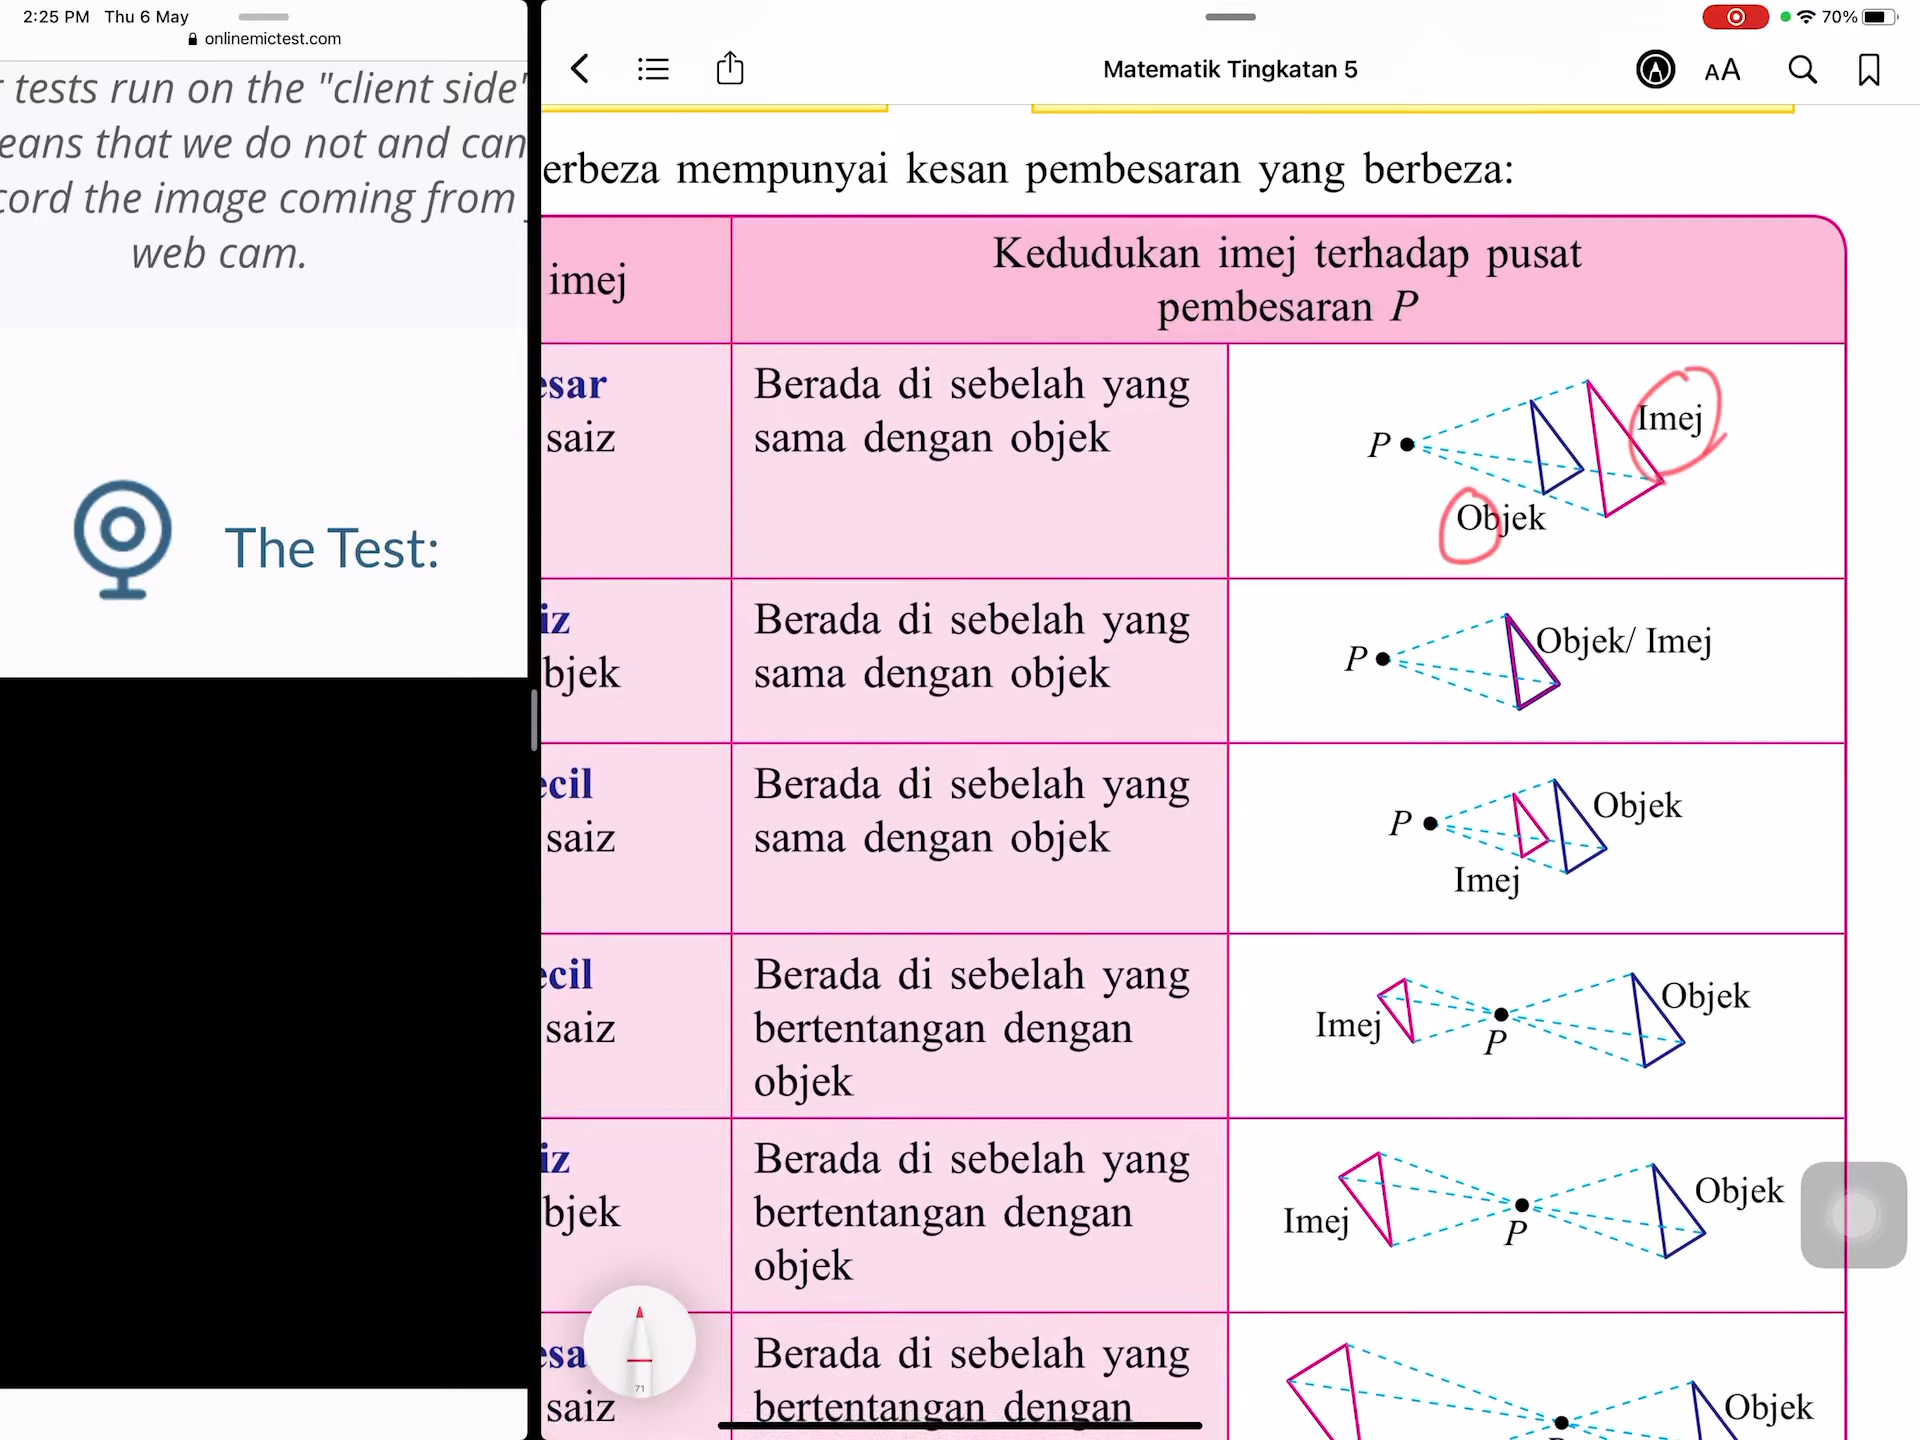 2:25 PM Thu 6 May
onlinemictest.com
tests run on the "client side"
eans that we do not and can
cord the image coming from
web cam.
The Test:
70%
Matematik Tingkatan 5
AA
erbeza mempunyai kesan pembesaran yang berbeza:
imej
Kedudukan imej terhadap pusat
pembesaran P
esar
saiz
Berada di sebelah yang
sama dengan objek
P
Imej
Objek
iz
bjek
Berada di sebelah yang
sama dengan objek
P
Objek/ Imej
ecil
saiz
Berada di sebelah yang
sama dengan objek
P
Objek
Imej
ecil
saiz
Berada di sebelah yang
bertentangan dengan
objek
Imej
P
Objek
iz
bjek
Berada di sebelah yang
bertentangan dengan
objek
Imej
P
Objek
esa
saiz
Berada di sebelah yang
bertentangan dengan
Objek
71